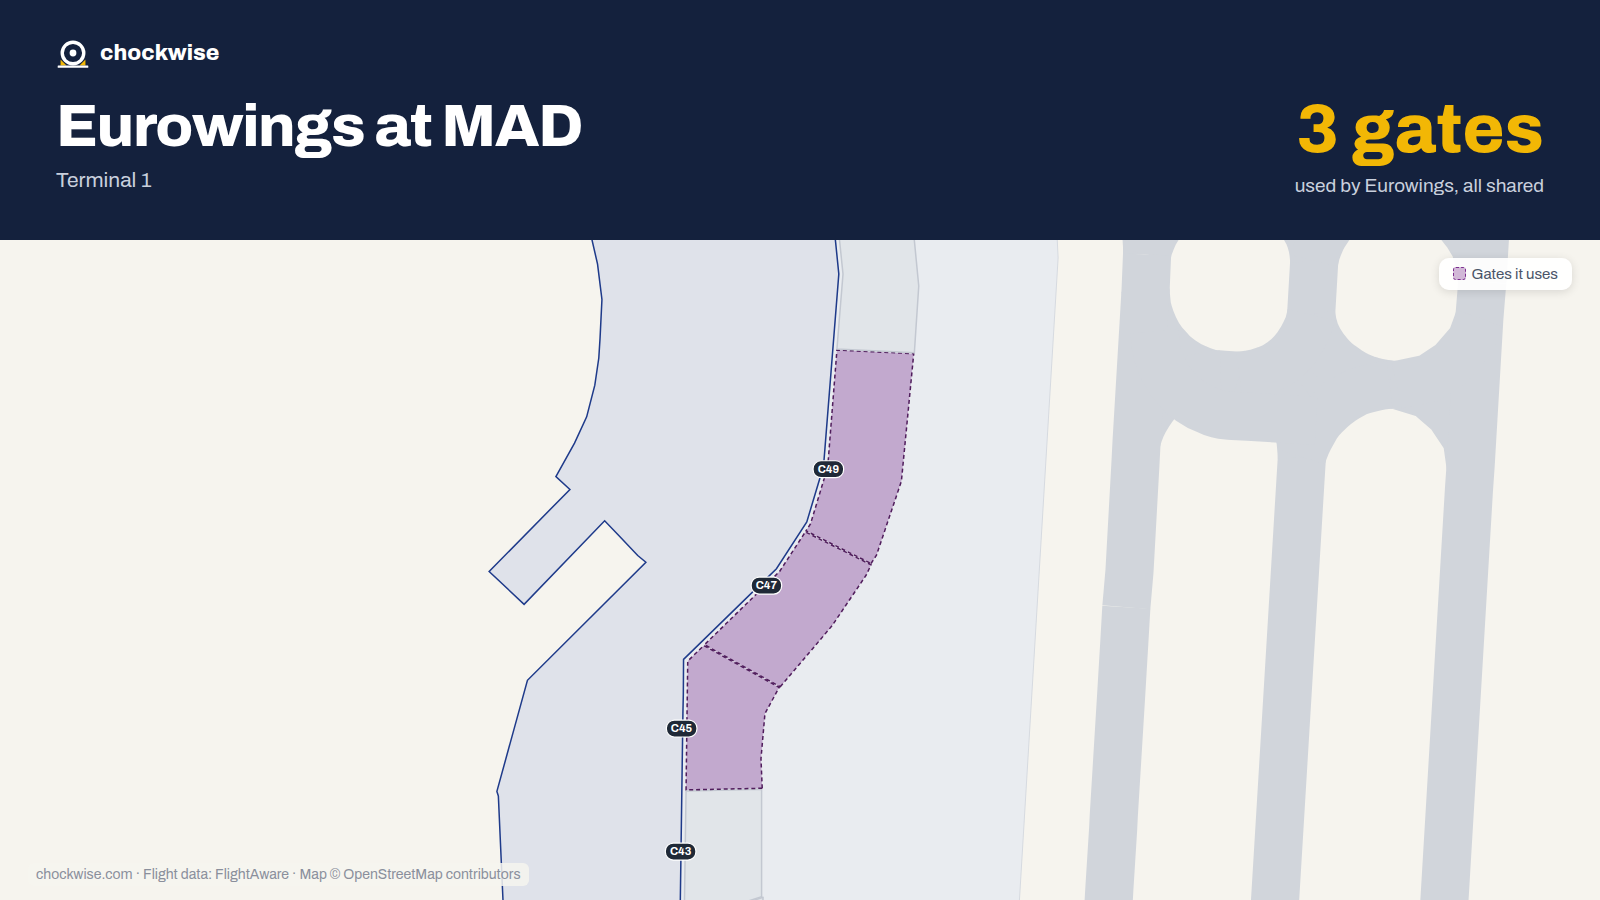 chockwise
Eurowings at MAD
Terminal 1
3 gates
used by Eurowings, all shared
Gates it uses
C49
C47
C45
C43
chockwise.com · Flight data: FlightAware · Map © OpenStreetMap contributors